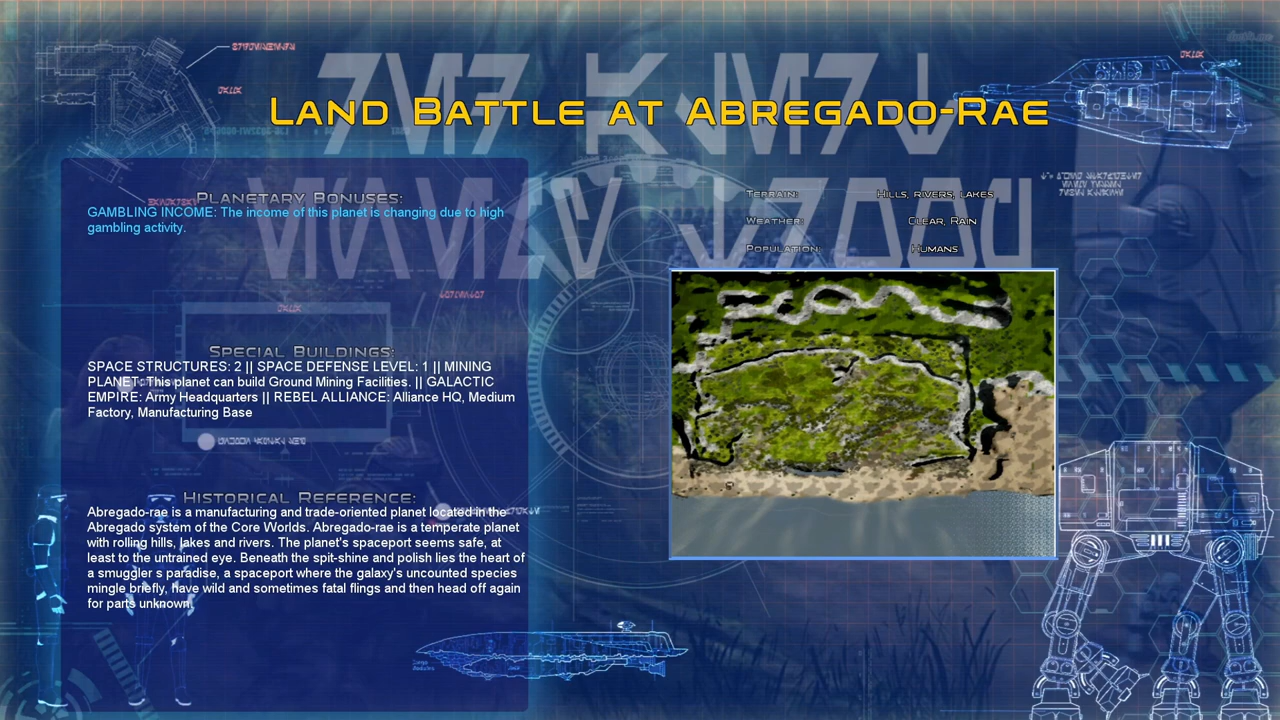 LAND BATTLE AT ABREGADO-RAE
PLANETARY BONUSES:
GAMBLING INCOME: The income of this planet is changing due to high
gambling activity.
TERRAIN: HILLS, RIVERS, LAKES
WEATHER: CLEAR, RAIN
POPULATION: HUMANS
SPECIAL BUILDINGS:
SPACE STRUCTURES: 2 || SPACE DEFENSE LEVEL: 1 || MINING
PLANET: This planet can build Ground Mining Facilities. || GALACTIC
EMPIRE: Army Headquarters || REBEL ALLIANCE: Alliance HQ, Medium
Factory, Manufacturing Base
HISTORICAL REFERENCE:
Abregado-rae is a manufacturing and trade-oriented planet located in the
Abregado system of the Core Worlds. Abregado-rae is a temperate planet
with rolling hills, lakes and rivers. The planet's spaceport seems safe, at
least to the untrained eye. Beneath the spit-shine and polish lies the heart of
a smuggler s paradise, a spaceport where the galaxy's uncounted species
mingle briefly, have wild and sometimes fatal flings and then head off again
for parts unknown.